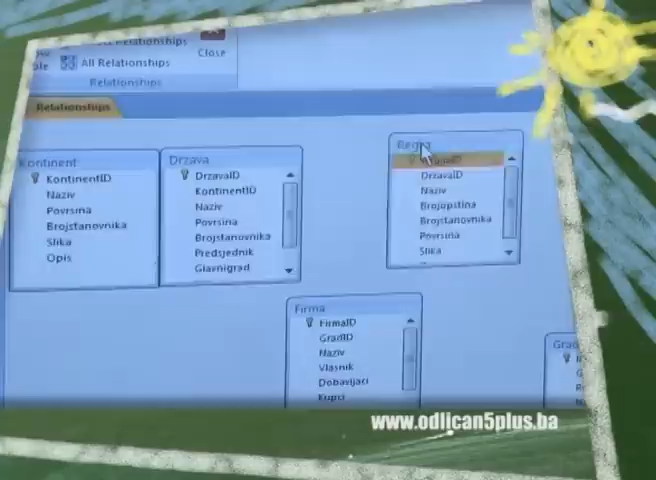 All Relationships
Close
Relationships
Relationships
Kontinent
KontinentID
Naziv
Povrsina
Brojstanovnika
Slika
Opis
Drzava
DrzavaID
KontinentID
Naziv
Povrsina
Brojstanovnika
Predsjednik
Glavnigrad
DrzavaID
Naziv
Brojopstina
Brojstanovnika
Povrsina
Slika
Firma
FirmaID
GradID
Naziv
Vlasnik
Dobavljaci
Kupci
www.odlican5plus.ba